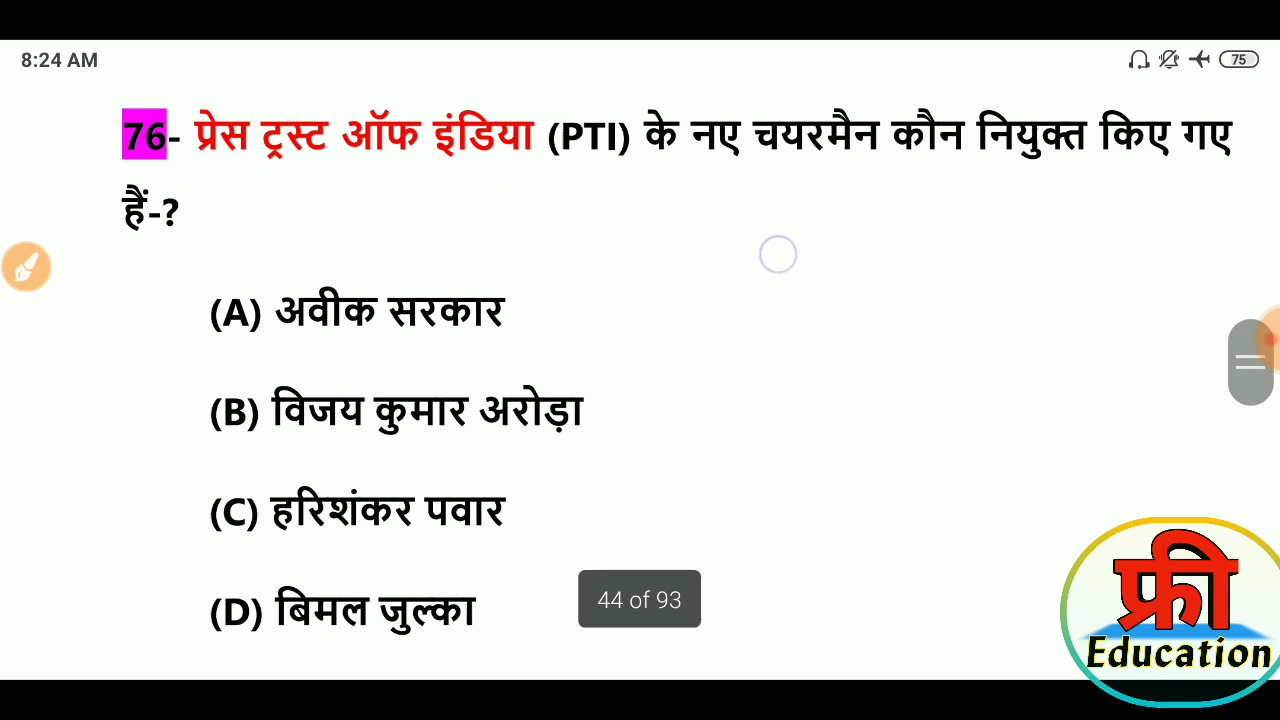 8:24 AM
75
76- प्रेस ट्रस्ट ऑफ इंडिया (PTI) के नए चयरमैन कौन नियुक्त किए गए
हैं-?
(A) अवीक सरकार
(B) विजय कुमार अरोड़ा
(C) हरिशंकर पवार
(D) बिमल जुल्का
44 of 93
फ्री
Education